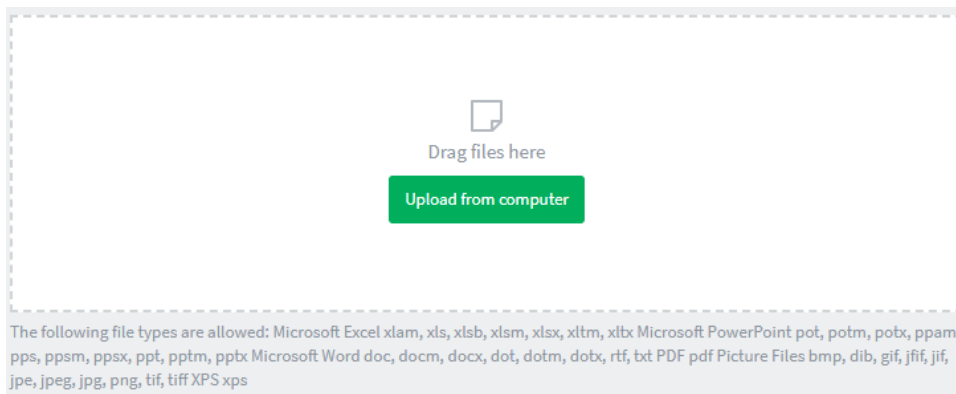 Drag files here
Upload from computer
The following file types are allowed: Microsoft Excel xlam, xls, xlsb, xlsm, xlsx, xltm, xltx Microsoft PowerPoint pot, potm, potx, ppam
pps, ppsm, ppsx, ppt, pptm, pptx Microsoft Word doc, docm, docx, dot, dotm, dotx, rtf, txt PDF pdf Picture Files bmp, dib, gif, jfif, jif,
jpe, jpeg, jpg, png, tif, tiff XPS xps